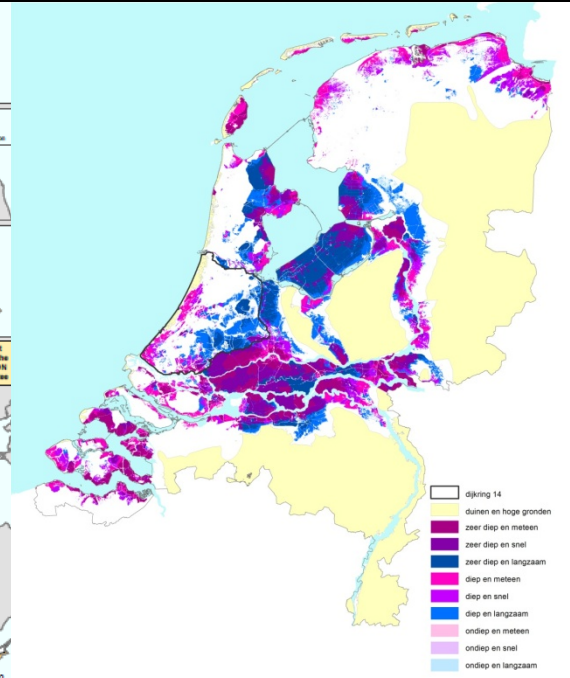 dijkring 14
duinen en hoge gronden
zeer diep en meteen
zeer diep en snel
zeer diep en langzaam
diep en meteen
diep en snel
diep en langzaam
ondiep en meteen
ondiep en snel
ondiep en langzaam